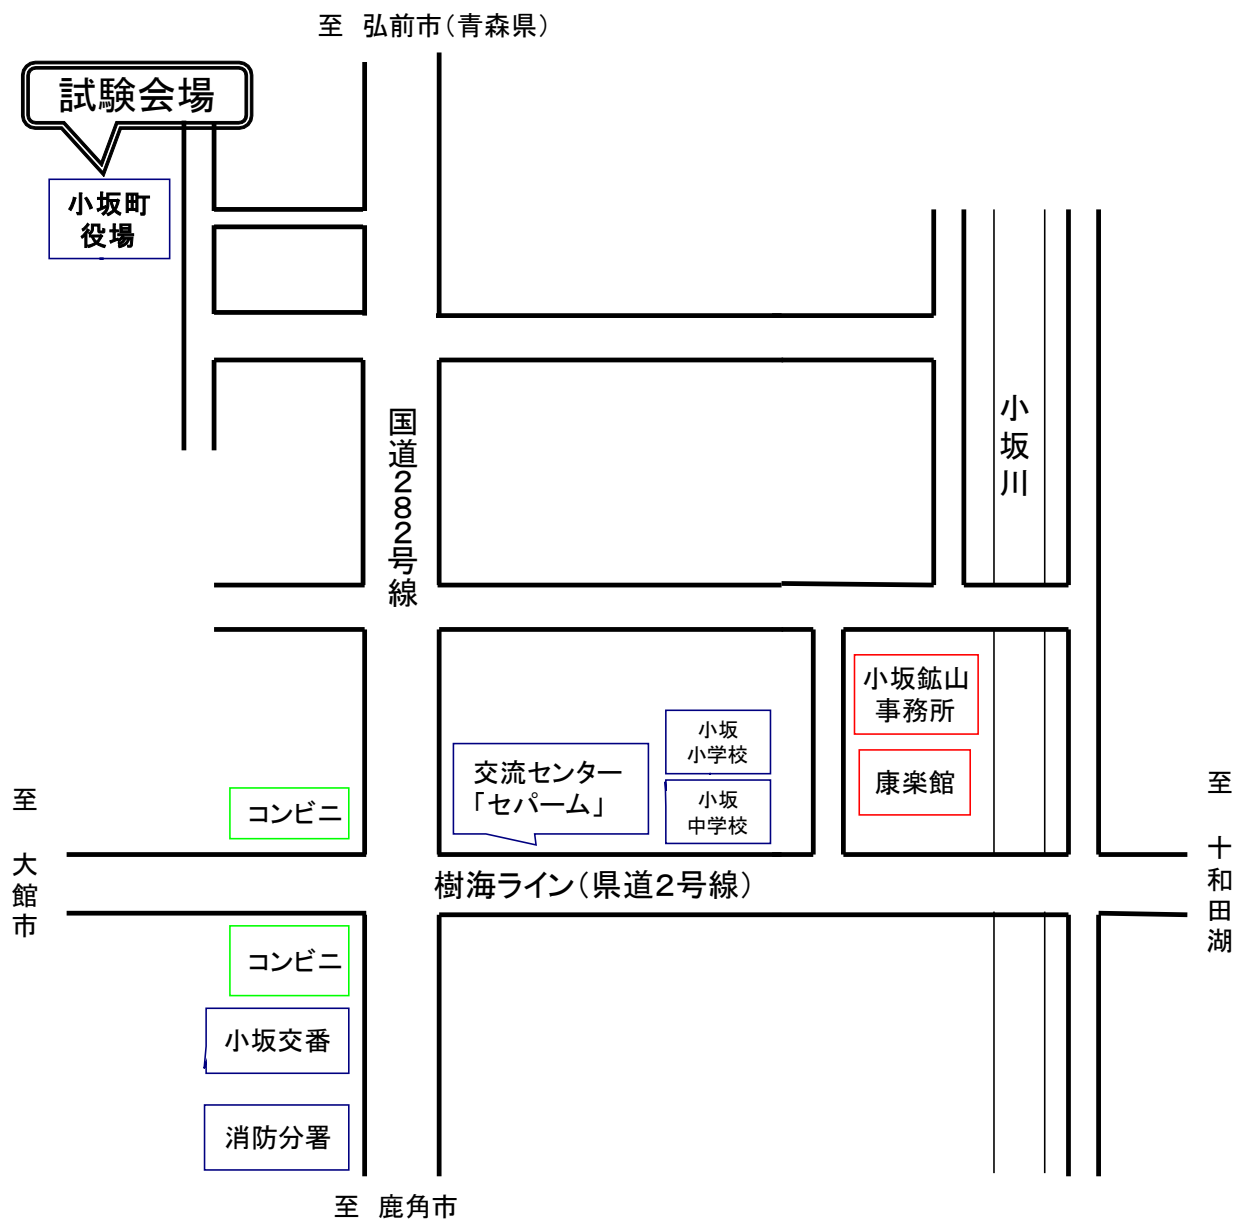 至 弘前市（青森県）
試験会場
小坂町
役場
国道２８２号線
小坂川
小坂鉱山
事務所
康楽館
小坂
小学校
小坂
中学校
交流センター
「セパーム」
コンビニ
至 大館市
至 十和田湖
樹海ライン（県道２号線）
コンビニ
小坂交番
消防分署
至 鹿角市